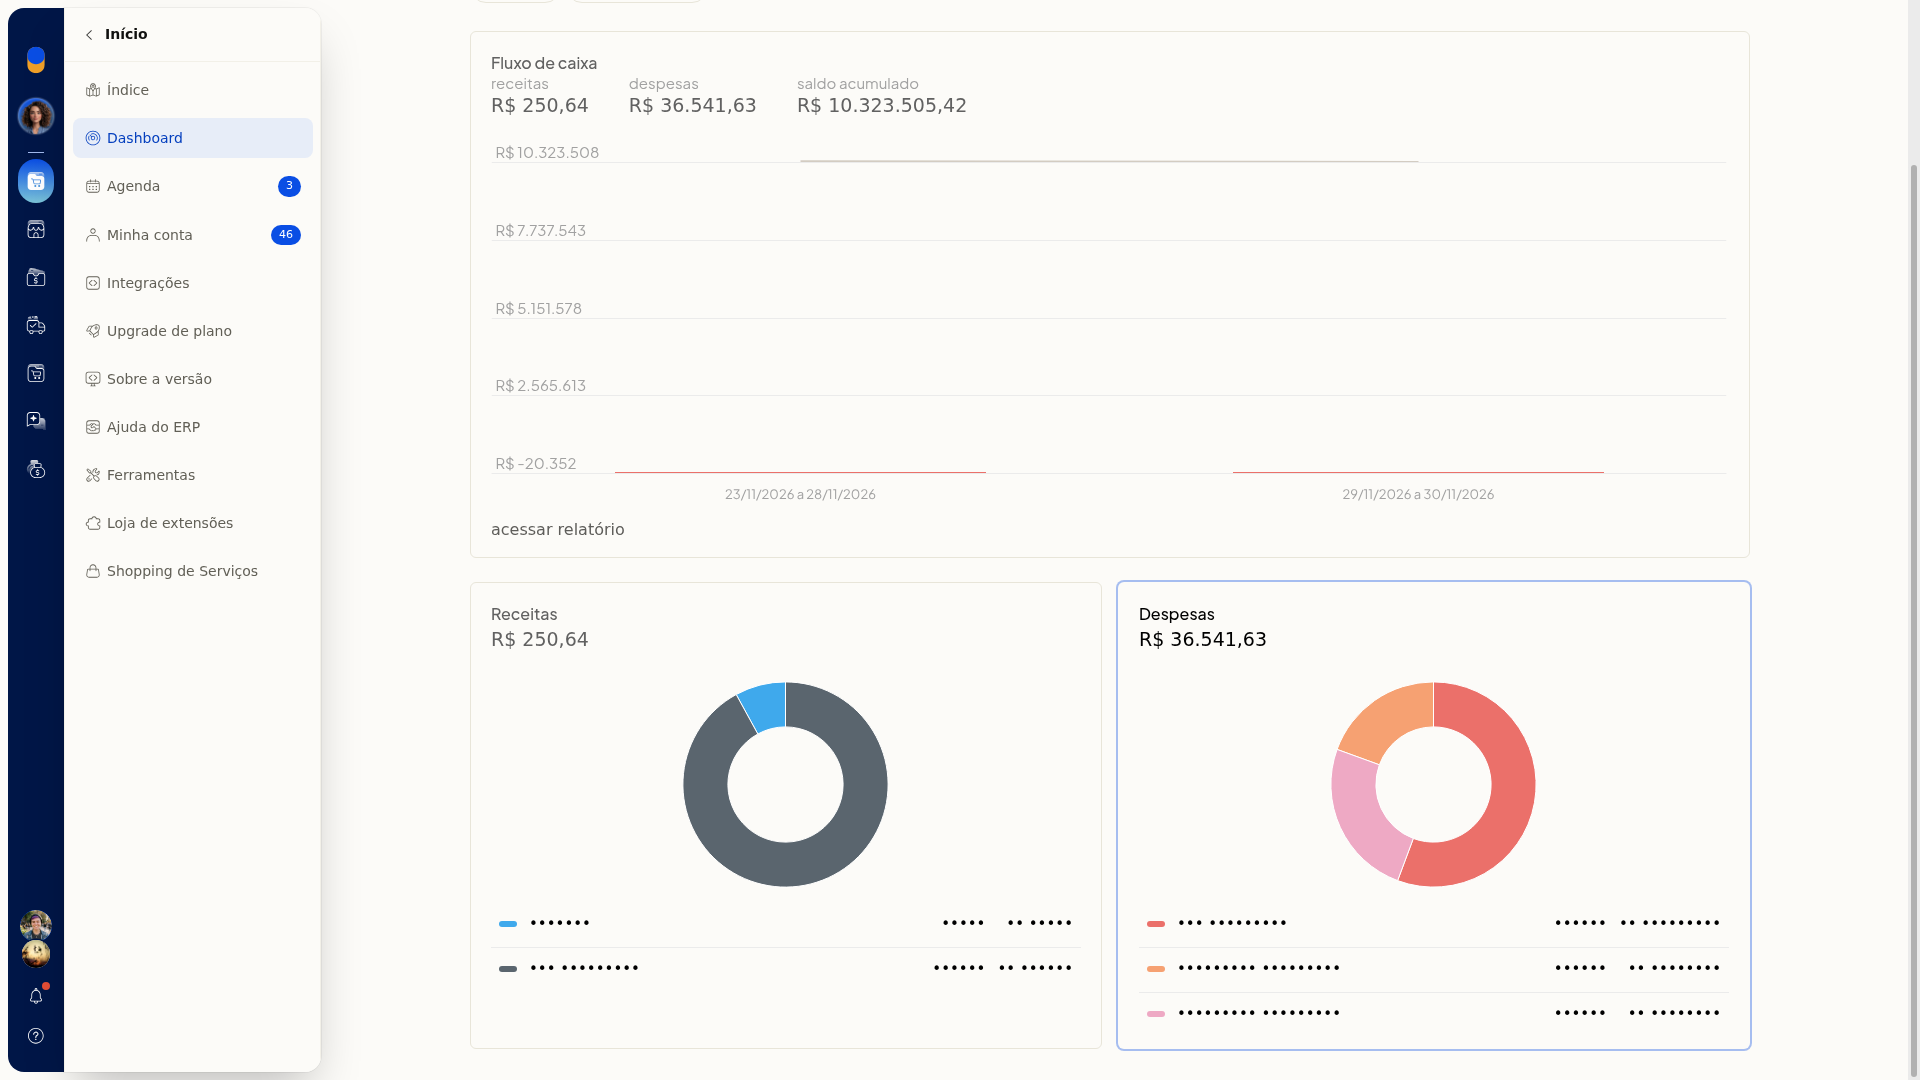 Início
Índice
Dashboard
Agenda 3
Minha conta 46
Integrações
Upgrade de plano
Sobre a versão
Ajuda do ERP
Ferramentas
Loja de extensões
Shopping de Serviços
Fluxo de caixa
receitas despesas saldo acumulado
R$ 250,64 R$ 36.541,63 R$ 10.323.505,42
R$ 10.323.508
R$ 7.737.543
R$ 5.151.578
R$ 2.565.613
R$ -20.352
23/11/2026 a 28/11/2026 29/11/2026 a 30/11/2026
acessar relatório
Receitas
R$ 250,64
••••••• ••••• •• •••••
••• ••••••••• •••••• •• ••••••
Despesas
R$ 36.541,63
••• ••••••••• •••••• •• •••••••••
••••••••• ••••••••• •••••• •• ••••••••
••••••••• ••••••••• •••••• •• ••••••••